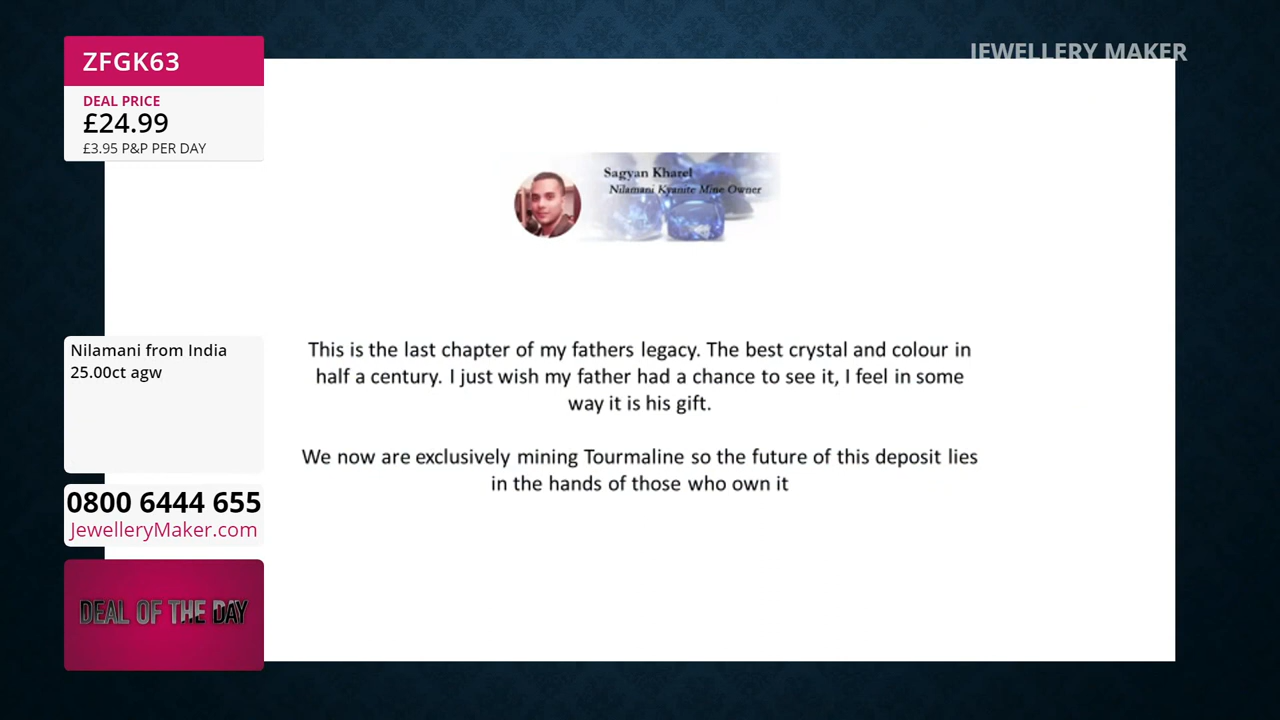 ZFGK63
DEAL PRICE
£24.99
£3.95 P&P PER DAY
JEWELLERY MAKER
Sagyan Kharel
Nilamani Kyanite Mine Owner
Nilamani from India
25.00ct agw
This is the last chapter of my fathers legacy. The best crystal and colour in
half a century. I just wish my father had a chance to see it, I feel in some
way it is his gift.
We now are exclusively mining Tourmaline so the future of this deposit lies
in the hands of those who own it
0800 6444 655
JewelleryMaker.com
DEAL OF THE DAY